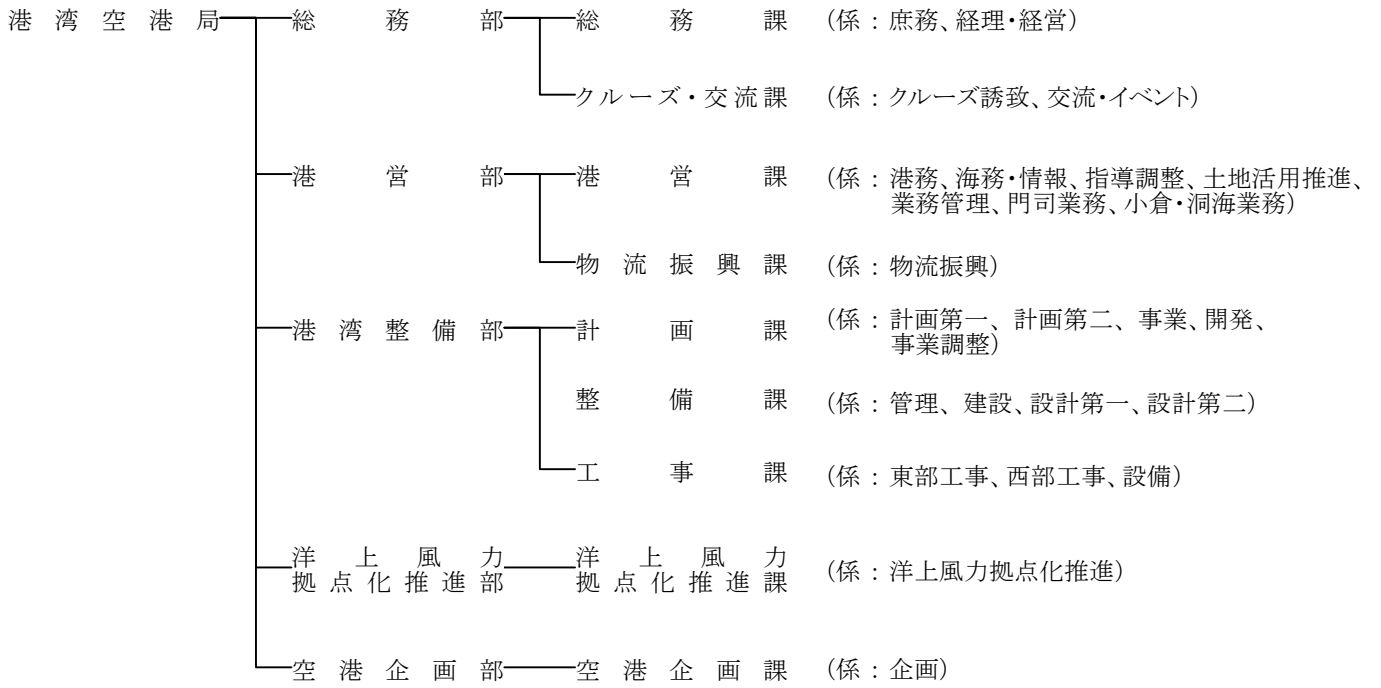 港湾空港局 総務部 総務課 (係：庶務、経理・経営)
クルーズ・交流課 (係：クルーズ誘致、交流・イベント)
港営部 港営課 (係：港務、海務・情報、指導調整、土地活用推進、
業務管理、門司業務、小倉・洞海業務)
物流振興課 (係：物流振興)
港湾整備部 計画課 (係：計画第一、計画第二、事業、開発、
事業調整)
整備課 (係：管理、建設、設計第一、設計第二)
工事課 (係：東部工事、西部工事、設備)
洋上風力 洋上風力
拠点化推進部 拠点化推進課 (係：洋上風力拠点化推進)
空港企画部 空港企画課 (係：企画)